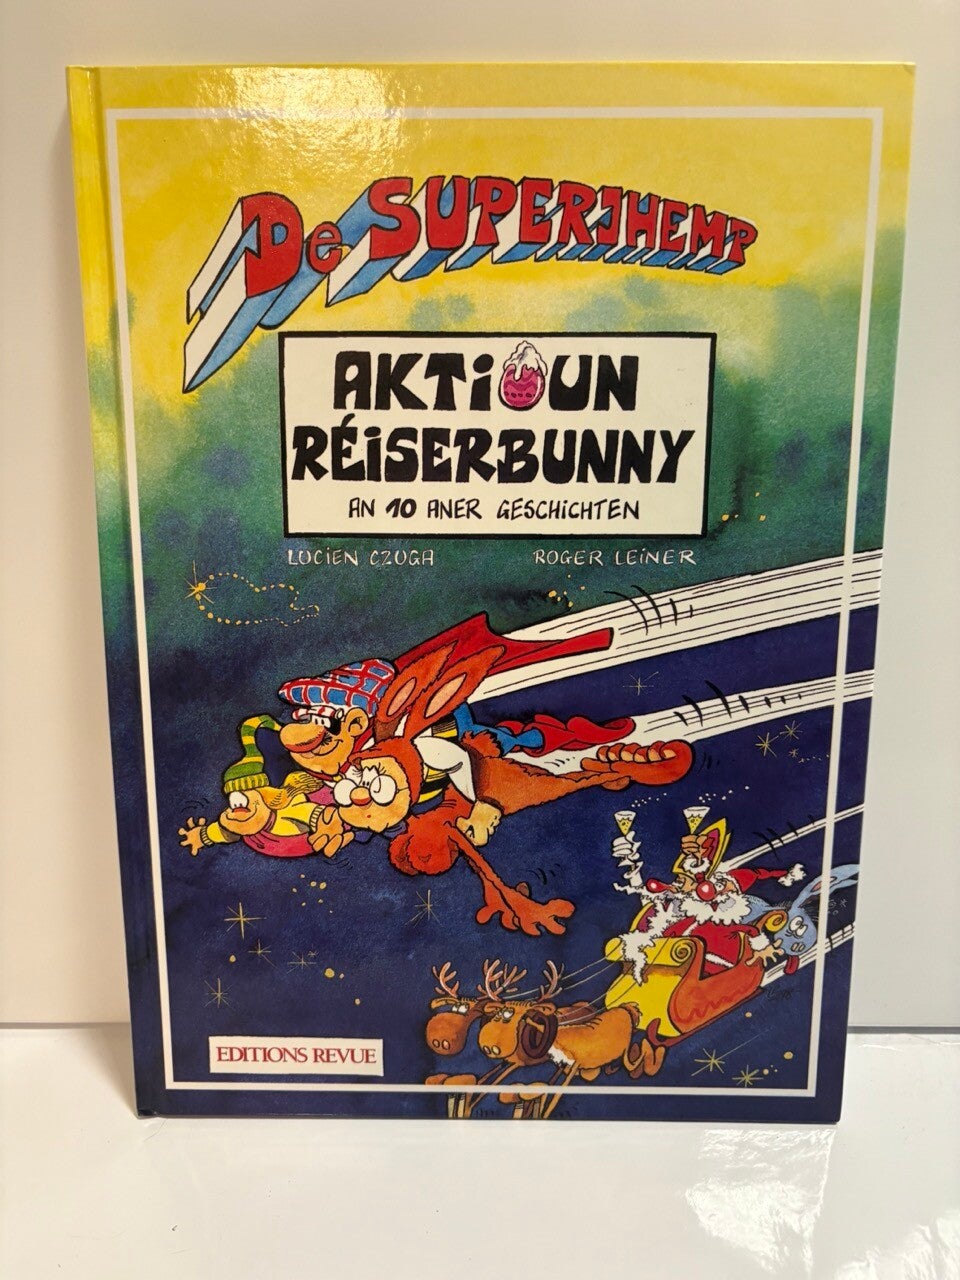 De SUPERJHEMP
AKTiOUN
RÉiSERBUNNY
AN 10 ANER GESCHiCHTEN
LUCiEN CZUGA ROGER LEiNER
EDITIONS REVUE